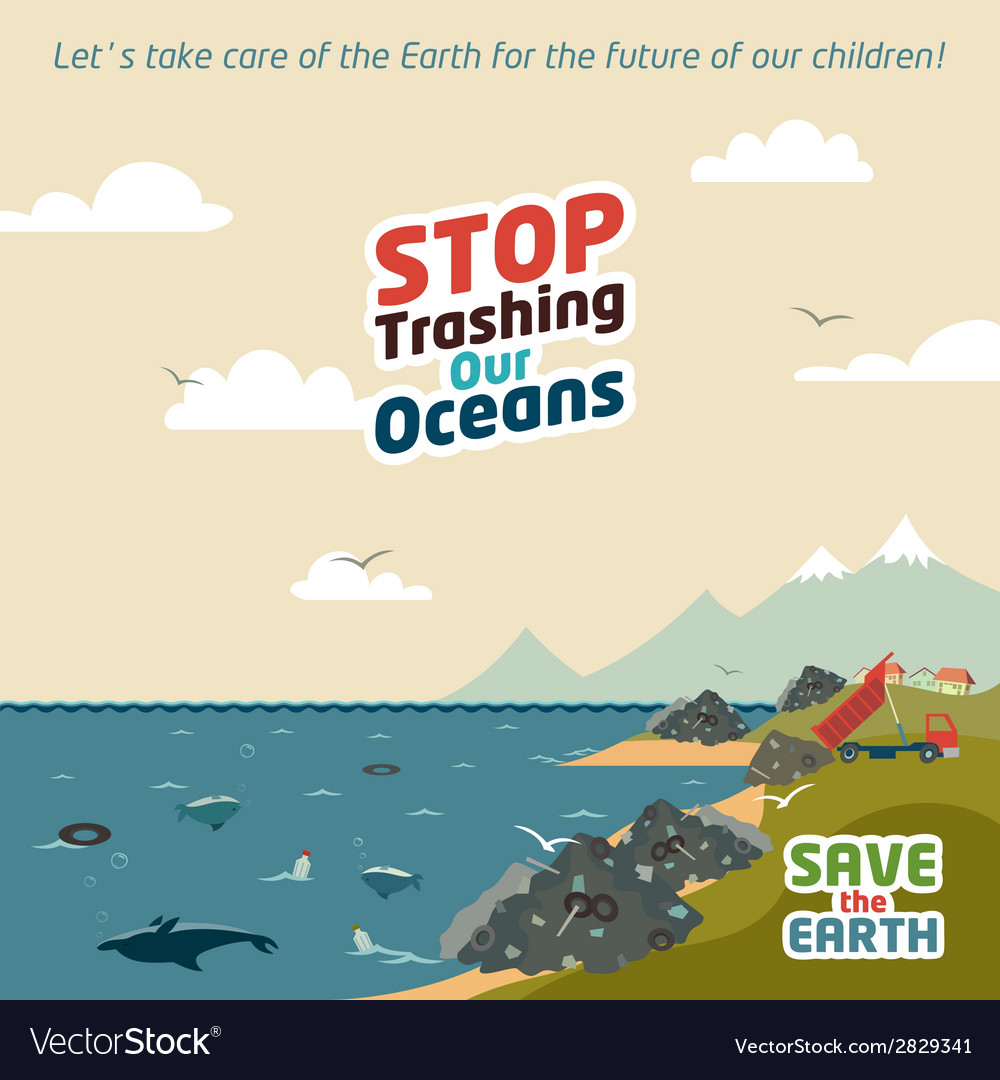 Let's take care of the Earth for the future of our children!
STOP
Trashing
Our
Oceans
SAVE
the
EARTH
VectorStock®
VectorStock.com/2829341